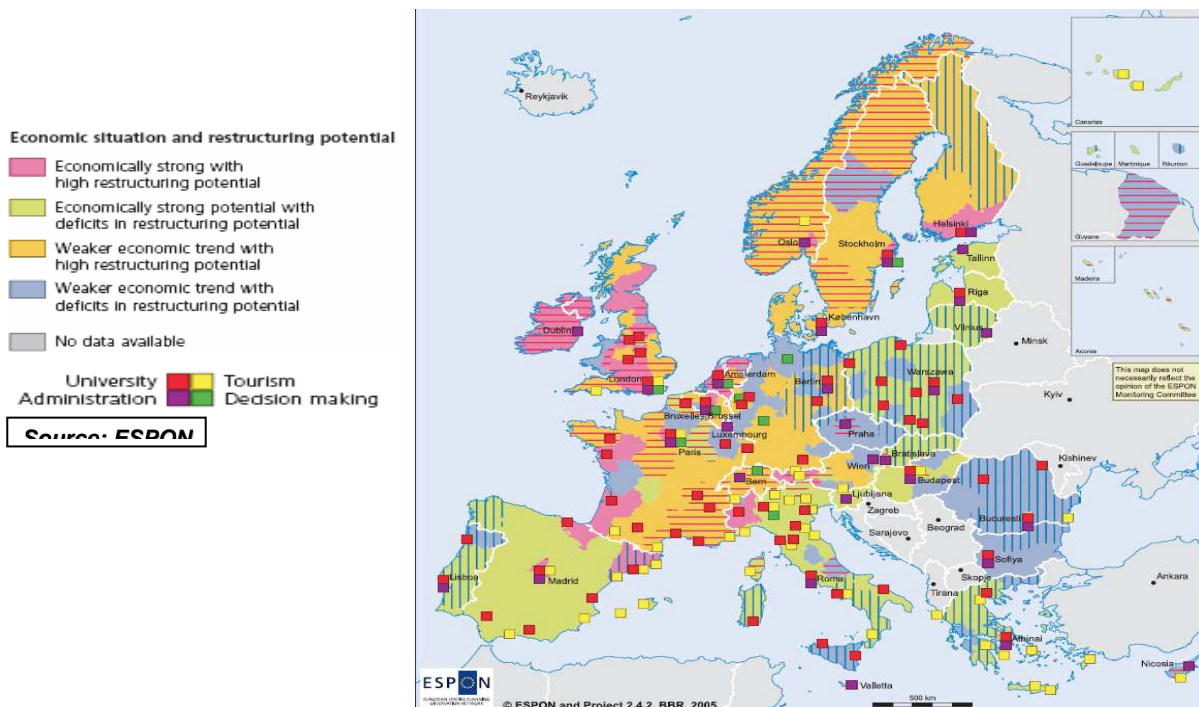 Economic situation and restructuring potential
Economically strong with
high restructuring potential
Economically strong potential with
deficits in restructuring potential
Weaker economic trend with
high restructuring potential
Weaker economic trend with
deficits in restructuring potential
No data available
University
Tourism
Administration
Decision making
Source: ESPON
Reykjavik
Canarias
Guadeloupe
Martinique
Réunion
Guyane
Madeira
Acores
This map does not
necessarily reflect the
opinion of the ESPON
Monitoring Committee
Helsinki
Oslo
Stockholm
Tallinn
Riga
København
Vilnius
Minsk
Dublin
London
Amsterdam
Berlin
Warszawa
Kyiv
Bruxelles/Brüssel
Luxembourg
Praha
Paris
Wien
Bratislava
Kishinev
Bern
Budapest
Ljubljana
Zagreb
Beograd
Bucuresti
Sarajevo
Sofiya
Skopje
Tirana
Ankara
Lisboa
Madrid
Roma
Athinai
Nicosia
Valletta
ESPON
© ESPON and Project 2.4.2, BBR, 2005
500 km